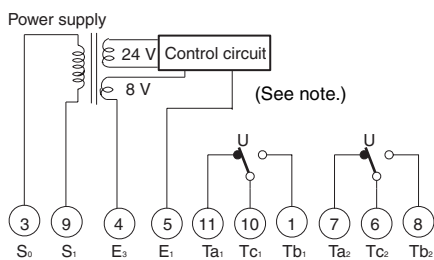 Power supply
24 V
Control circuit
8 V
(See note.)
U
U
3 9 4 5 11 10 1 7 6 8
S₀ S₁ E₃ E₁ Ta₁ Tc₁ Tb₁ Ta₂ Tc₂ Tb₂